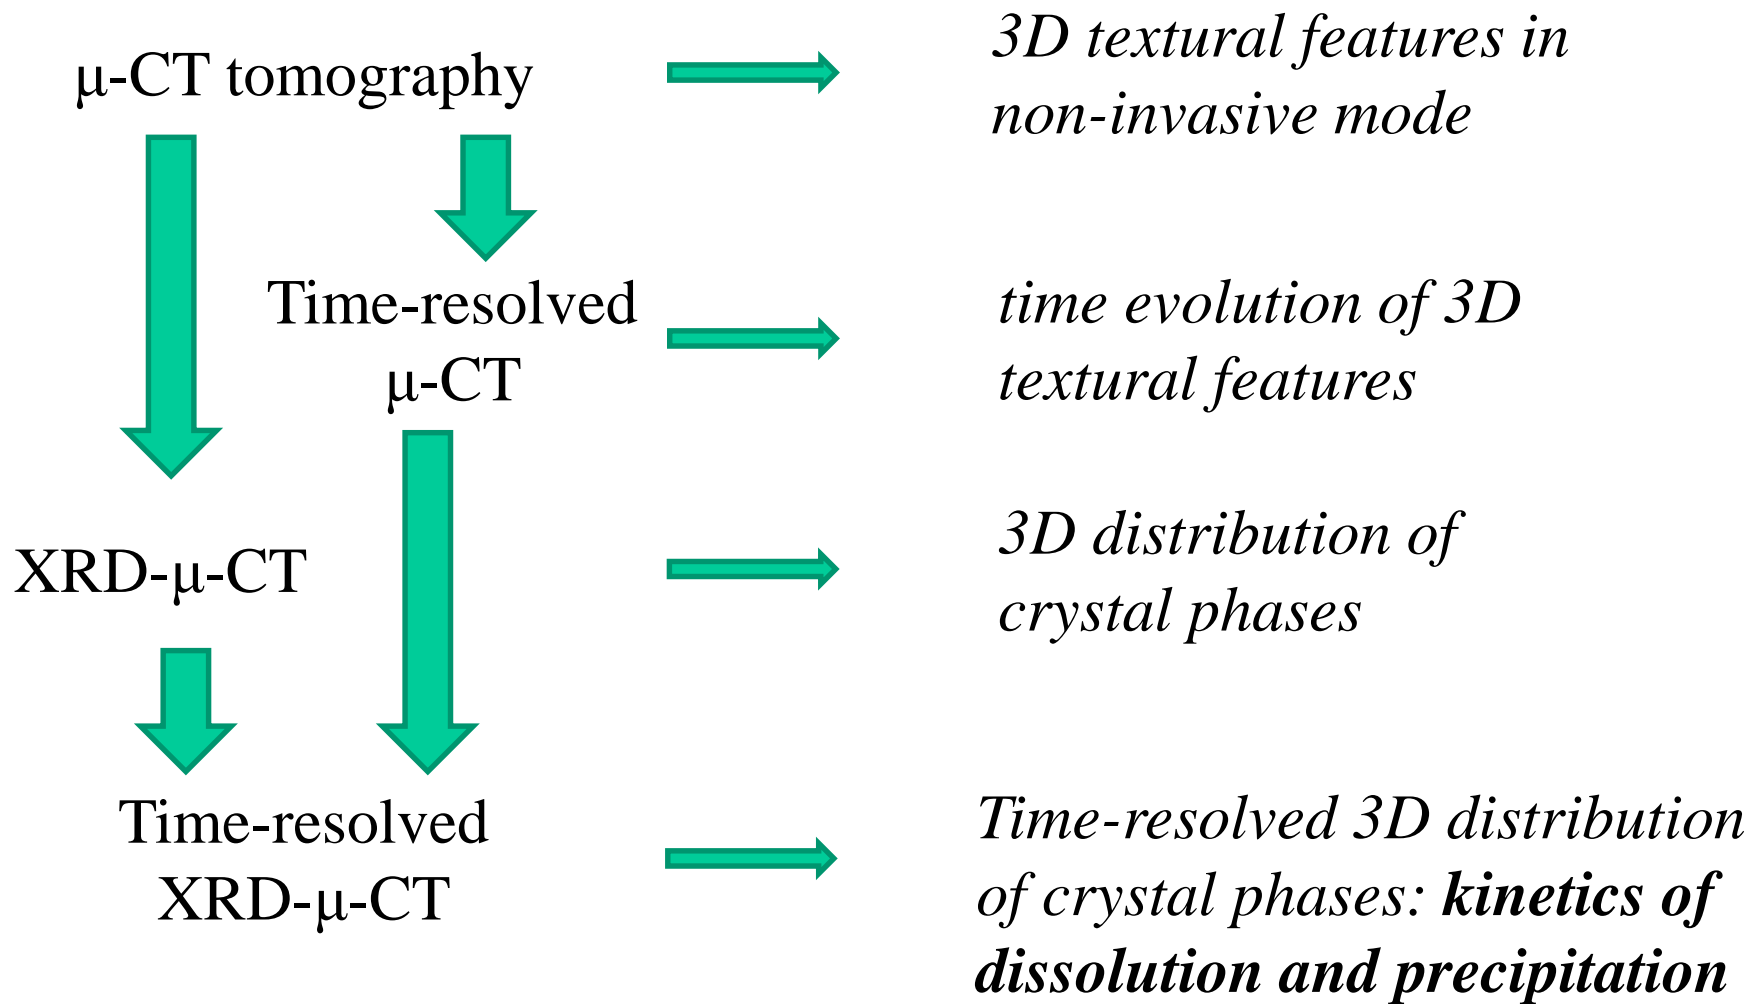 μ-CT tomography
3D textural features in
non-invasive mode
Time-resolved
μ-CT
time evolution of 3D
textural features
XRD-μ-CT
3D distribution of
crystal phases
Time-resolved
XRD-μ-CT
Time-resolved 3D distribution
of crystal phases: kinetics of
dissolution and precipitation